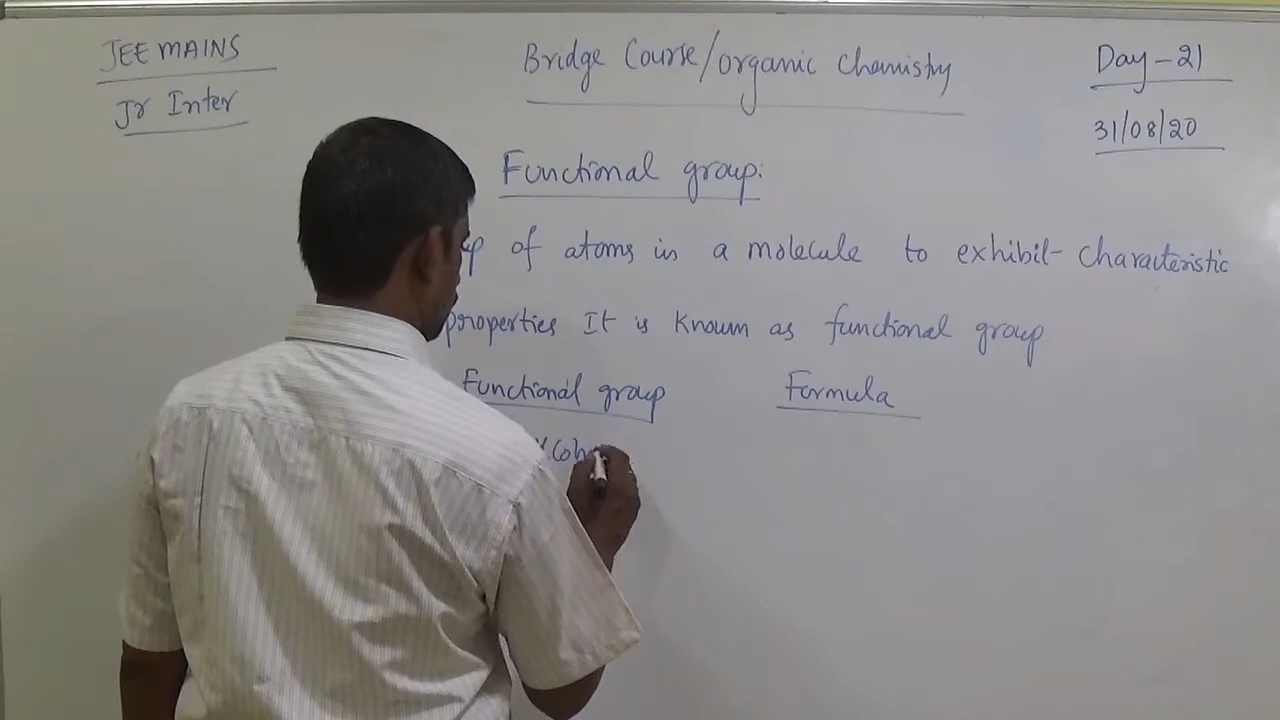 JEE MAINS
Jr Inter
Bridge Course/organic Chemistry
Day-21
31/08/20
Functional group:
of atoms in a molecule to exhibit characteristic
properties It is known as functional group
Functional group Formula